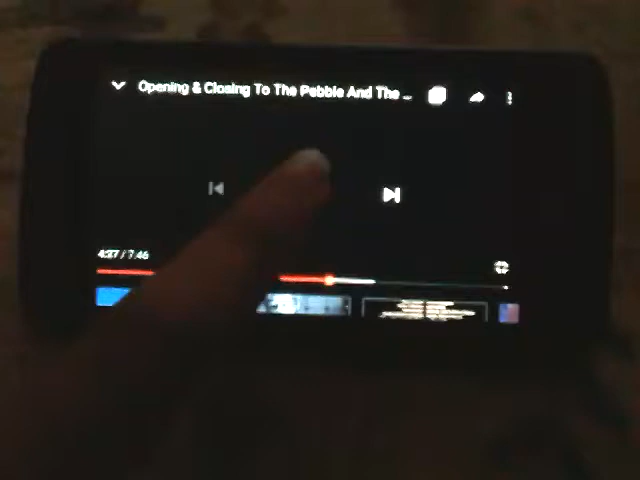 Opening & Closing To The Pebble And The ...
4:37 / 7:46